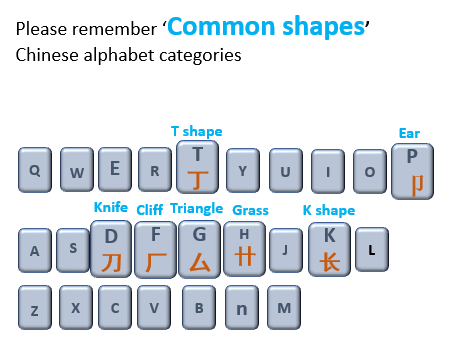 Please remember ‘Common shapes’
Chinese alphabet categories
T shape Ear
Q W E R T Y U I O P
丁 卩
Knife Cliff Triangle Grass K shape
A S D F G H J K L
刀 厂 厶 卄 长
Z X C V B n M